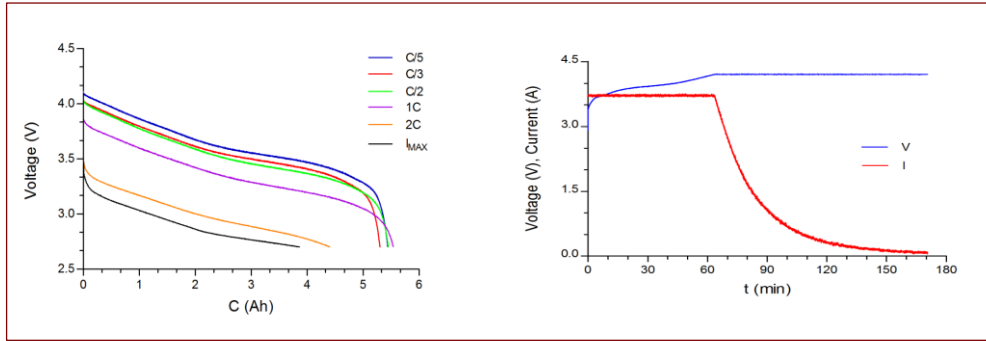 Voltage (V)
4.5
4.0
3.5
3.0
2.5
0 1 2 3 4 5 6
C (Ah)
C/5
C/3
C/2
1C
2C
IMAX
Voltage (V), Current (A)
4.5
3.0
1.5
0.0
0 30 60 90 120 150 180
t (min)
V
I